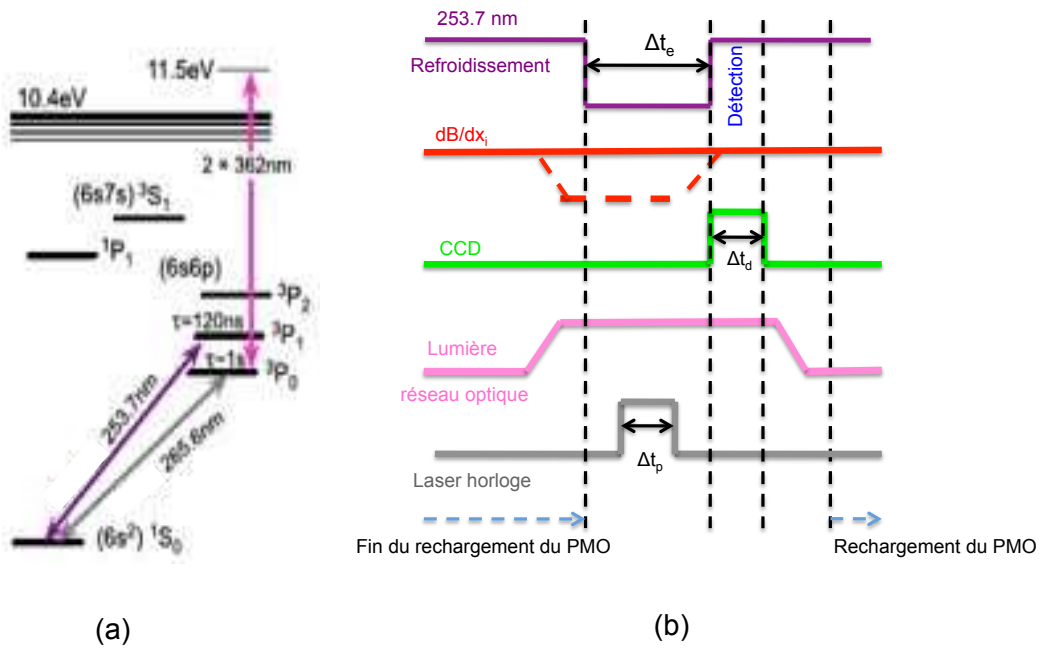 11.5eV
10.4eV
2 * 362nm
(6s7s) ³S₁
¹P₁
(6s6p)
³P₂
τ=120ns
³P₁
τ~1s
³P₀
253.7nm
265.6nm
(6s²) ¹S₀
(a)
253.7 nm
Δtₑ
Refroidissement
Détection
dB/dxᵢ
CCD
Δt_d
Lumière
réseau optique
Δtₚ
Laser horloge
Fin du rechargement du PMO
Rechargement du PMO
(b)